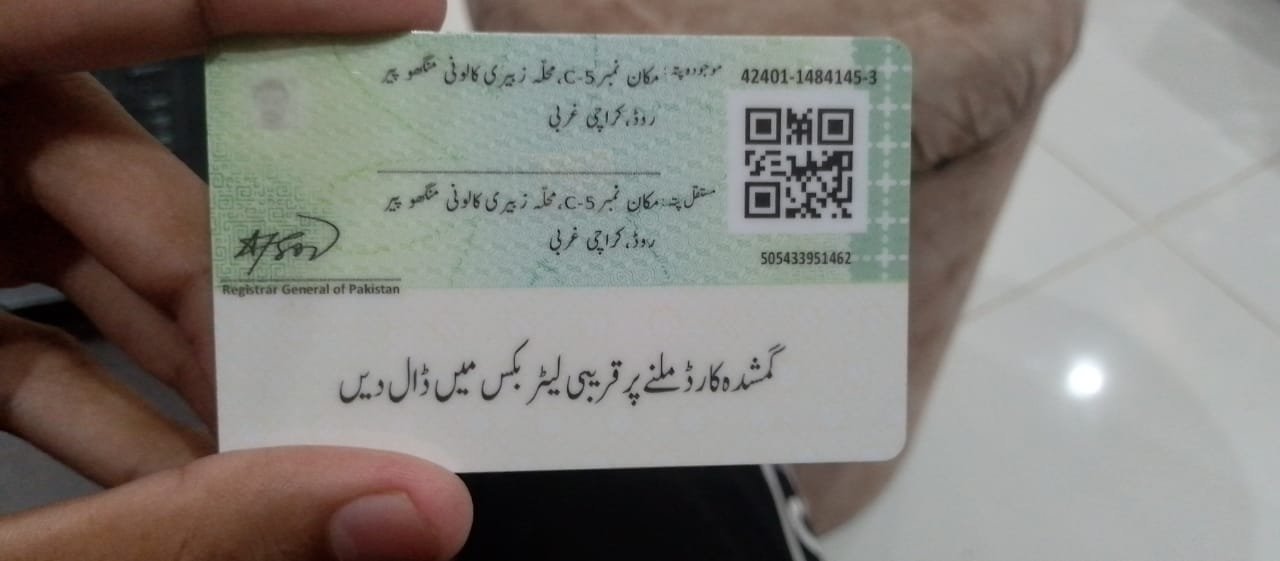 موجودہ پتہ: مکان نمبر C-5، محلّہ زبیری کالونی منگھو پیر
روڈ، کراچی غربی
42401-1484145-3
مستقل پتہ: مکان نمبر C-5، محلّہ زبیری کالونی منگھو پیر
روڈ، کراچی غربی
505433951462
Registrar General of Pakistan
گمشدہ کارڈ ملنے پر قریبی لیٹر بکس میں ڈال دیں